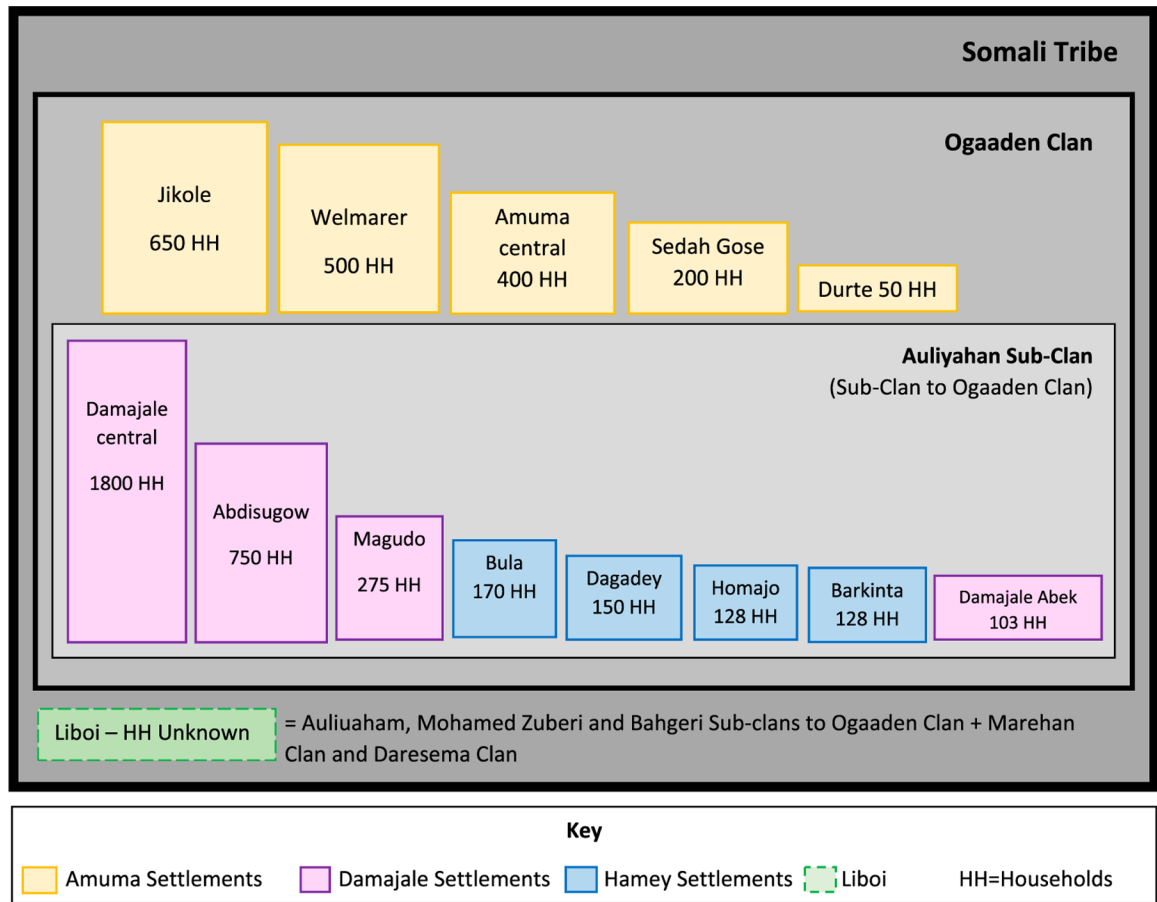 Somali Tribe
Ogaaden Clan
Jikole
650 HH
Welmarer
500 HH
Amuma
central
400 HH
Sedah Gose
200 HH
Durte 50 HH
Auliyahan Sub-Clan
(Sub-Clan to Ogaaden Clan)
Damajale
central
1800 HH
Abdisugow
750 HH
Magudo
275 HH
Bula
170 HH
Dagadey
150 HH
Homajo
128 HH
Barkinta
128 HH
Damajale Abek
103 HH
Liboi – HH Unknown
= Auliuaham, Mohamed Zuberi and Bahgeri Sub-clans to Ogaaden Clan + Marehan
Clan and Daresema Clan
Key
Amuma Settlements
Damajale Settlements
Hamey Settlements
Liboi
HH=Households